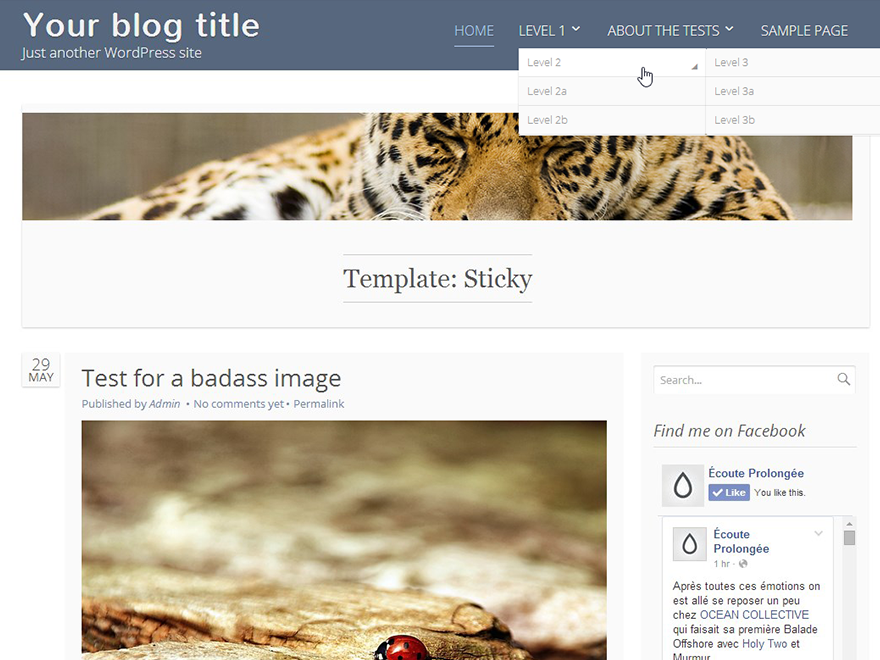 Your blog title
Just another WordPress site
HOME LEVEL 1 ABOUT THE TESTS SAMPLE PAGE
Level 2 Level 3
Level 2a Level 3a
Level 2b Level 3b
Template: Sticky
29
MAY
Test for a badass image
Published by Admin • No comments yet • Permalink
Search...
Find me on Facebook
Écoute Prolongée
Like You like this.
Écoute
Prolongée
1 hr ·
Après toutes ces émotions on
est allé se reposer un peu
chez OCEAN COLLECTIVE
qui faisait sa première Balade
Offshore avec Holy Two et
Murmur